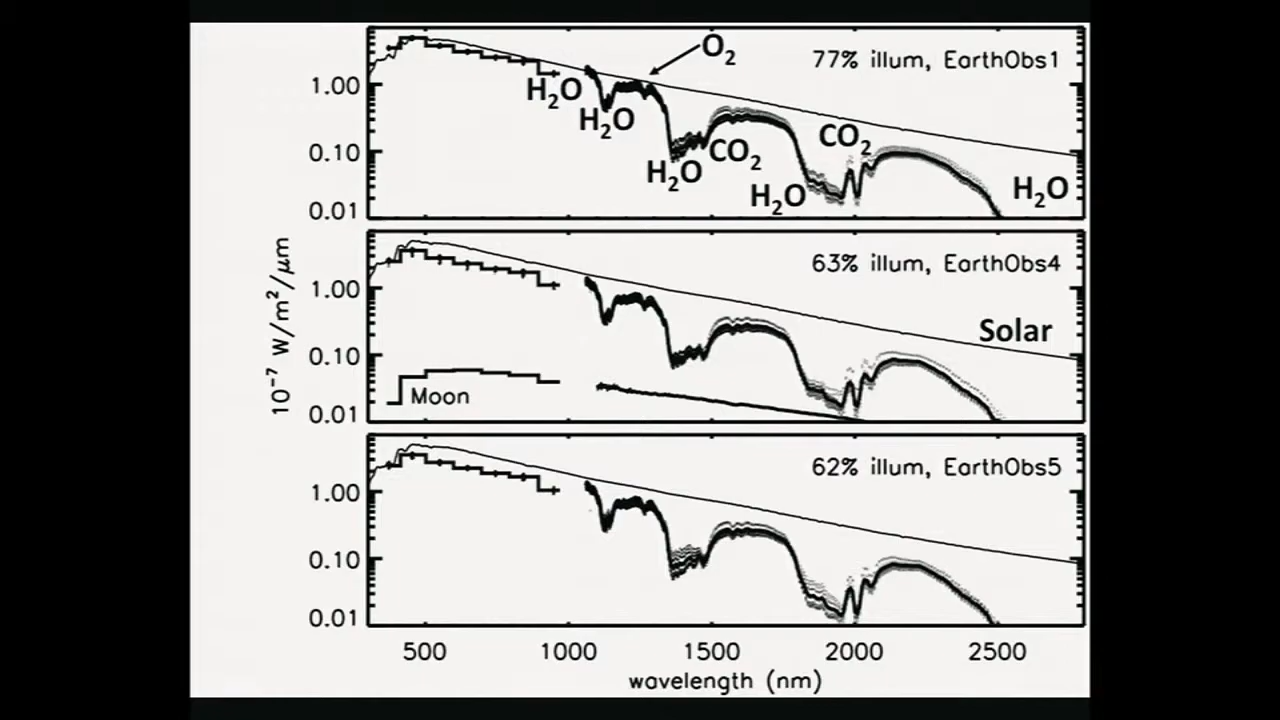 77% illum, EarthObs1
O₂
H₂O
H₂O
H₂O
CO₂
H₂O
CO₂
H₂O
1.00
0.10
0.01
63% illum, EarthObs4
Solar
Moon
1.00
0.10
0.01
62% illum, EarthObs5
1.00
0.10
0.01
10⁻⁷ W/m²/μm
500 1000 1500 2000 2500
wavelength (nm)